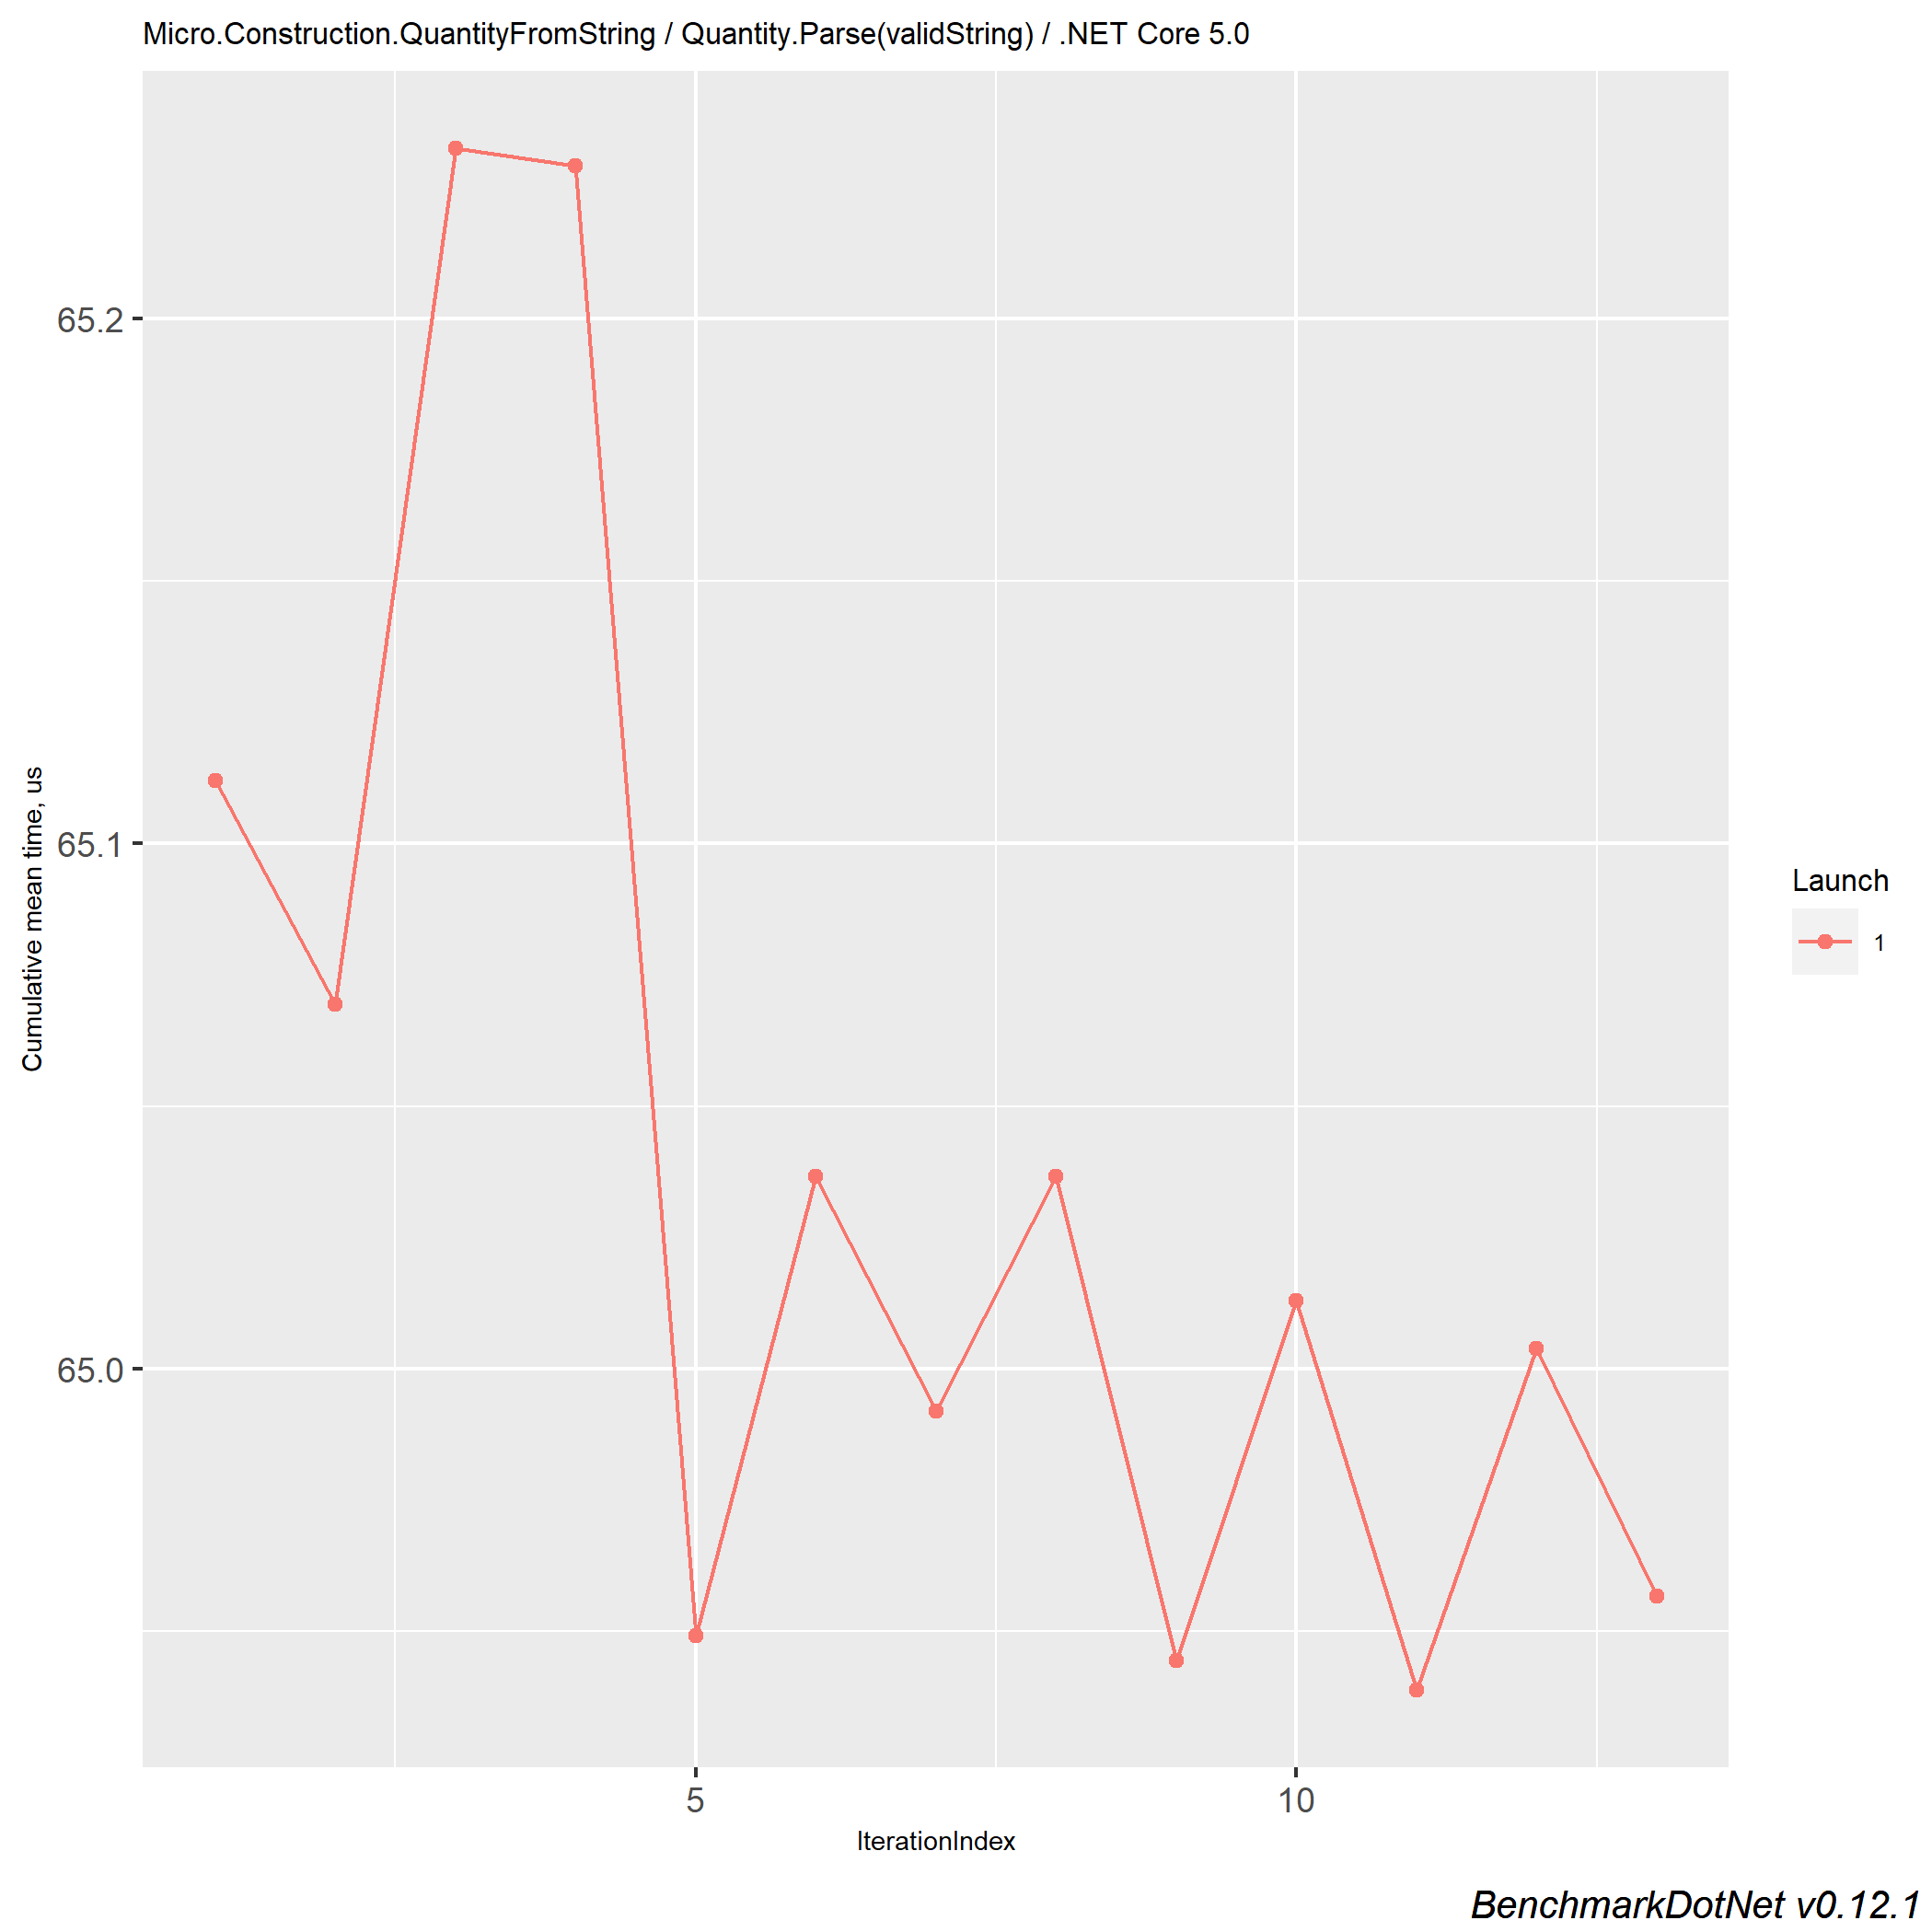 Micro.Construction.QuantityFromString / Quantity.Parse(validString) / .NET Core 5.0
65.2
65.1
65.0
Cumulative mean time, us
5
10
IterationIndex
Launch
1
BenchmarkDotNet v0.12.1